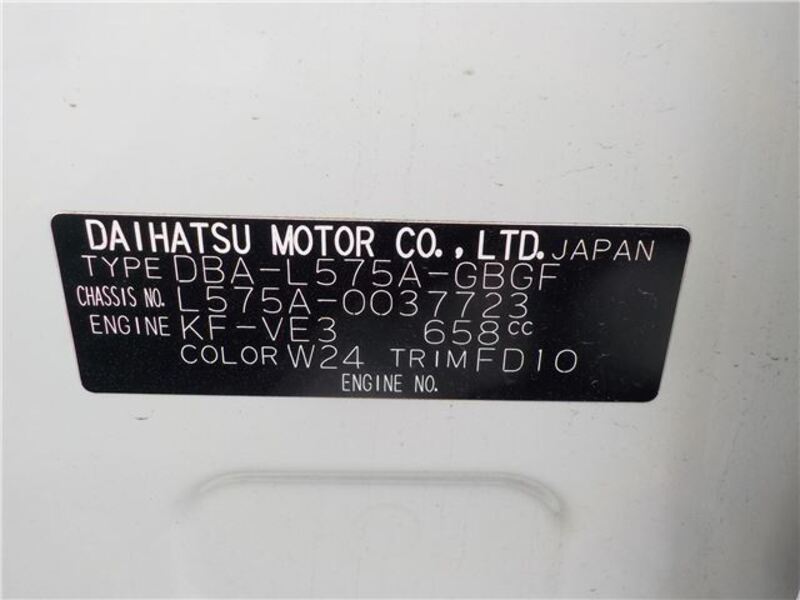 DAIHATSU MOTOR CO., LTD. JAPAN
TYPE DBA-L575A-GBGF
CHASSIS NO. L575A-0037723
ENGINE KF-VE3 658cc
COLOR W24 TRIM FD10
ENGINE NO.